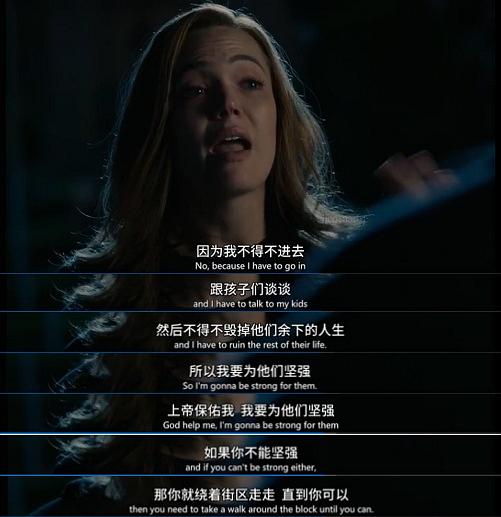 因为我不得不进去
No, because I have to go in
跟孩子们谈谈
and I have to talk to my kids
然后不得不毁掉他们余下的人生
and I have to ruin the rest of their life.
所以我要为他们坚强
So I'm gonna be strong for them.
上帝保佑我 我要为他们坚强
God help me, I'm gonna be strong for them
如果你不能坚强
and if you can't be strong either,
那你就绕着街区走走 直到你可以
then you need to take a walk around the block until you can.